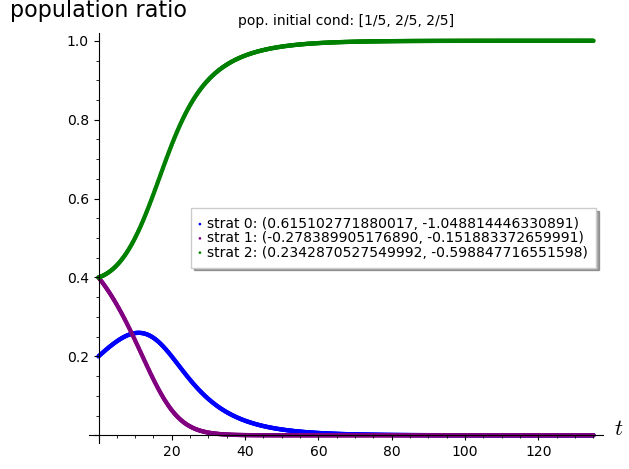 population ratio
pop. initial cond: [1/5, 2/5, 2/5]
1.0
0.8
0.6
strat 0: (0.615102771880017, -1.048814446330891)
strat 1: (-0.278389905176890, -0.151883372659991)
strat 2: (0.2342870527549992, -0.598847716551598)
0.4
0.2
t
20
40
60
80
100
120